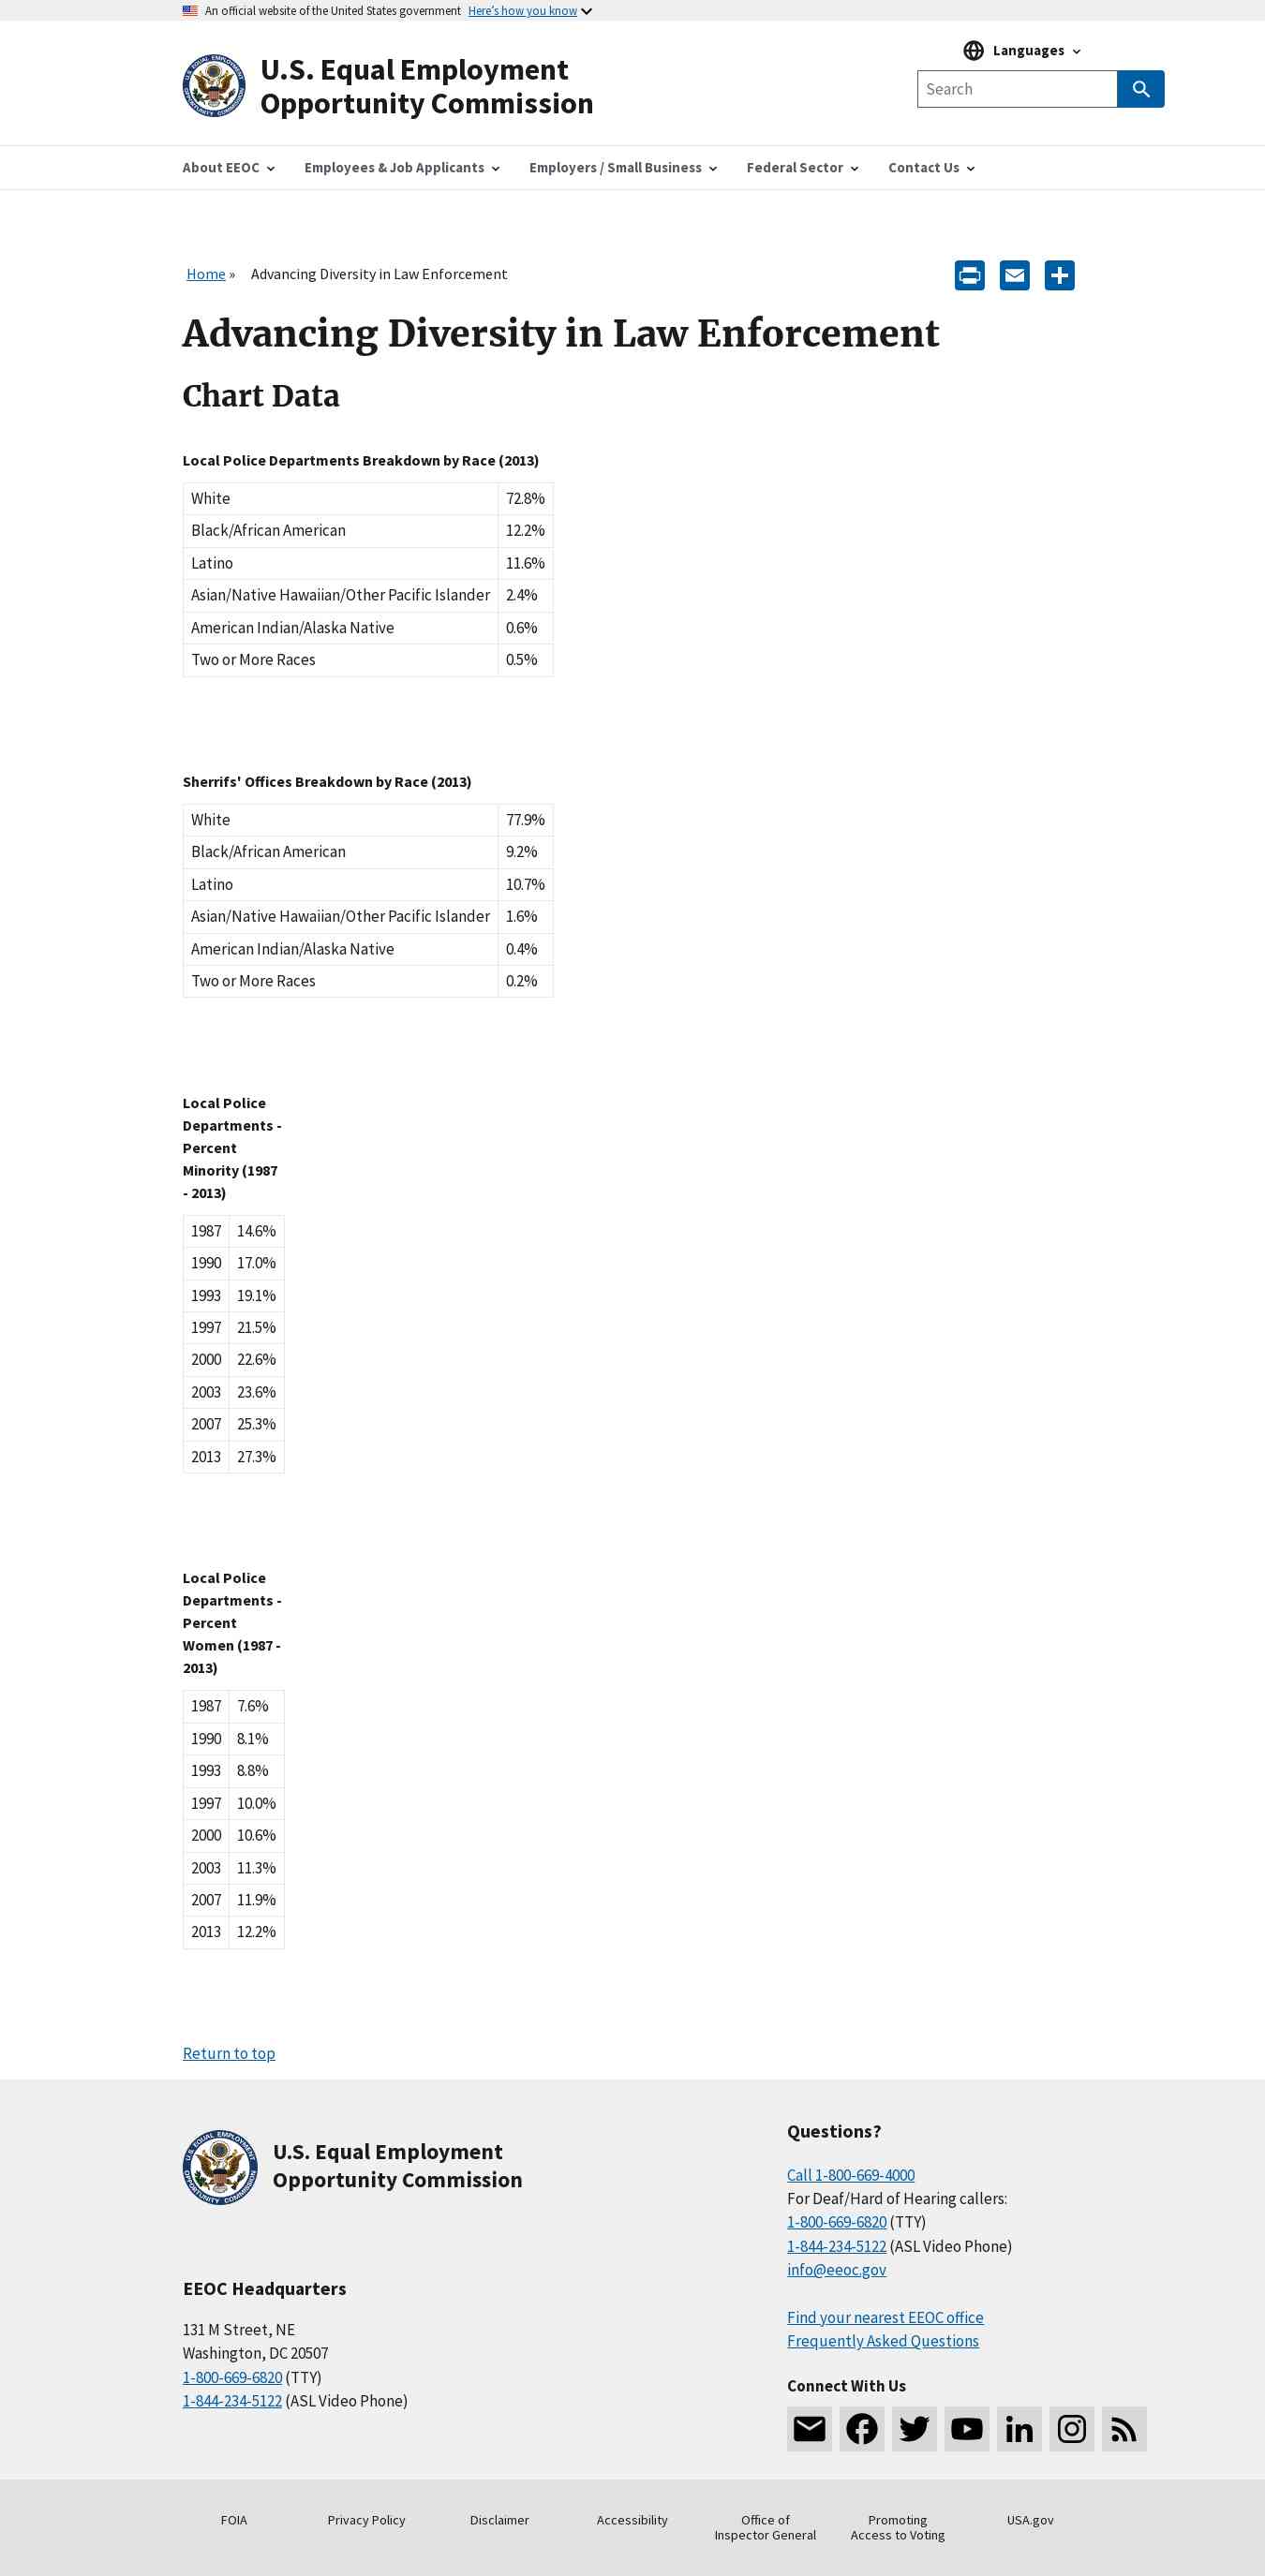 An official website of the United States government Here's how you know
Languages
U.S. Equal Employment
Opportunity Commission
Search
About EEOC Employees & Job Applicants Employers / Small Business Federal Sector Contact Us
Home » Advancing Diversity in Law Enforcement
Advancing Diversity in Law Enforcement
Chart Data
Local Police Departments Breakdown by Race (2013)
White 72.8%
Black/African American 12.2%
Latino 11.6%
Asian/Native Hawaiian/Other Pacific Islander 2.4%
American Indian/Alaska Native 0.6%
Two or More Races 0.5%
Sherrifs' Offices Breakdown by Race (2013)
White 77.9%
Black/African American 9.2%
Latino 10.7%
Asian/Native Hawaiian/Other Pacific Islander 1.6%
American Indian/Alaska Native 0.4%
Two or More Races 0.2%
Local Police
Departments -
Percent
Minority (1987
- 2013)
1987 14.6%
1990 17.0%
1993 19.1%
1997 21.5%
2000 22.6%
2003 23.6%
2007 25.3%
2013 27.3%
Local Police
Departments -
Percent
Women (1987 -
2013)
1987 7.6%
1990 8.1%
1993 8.8%
1997 10.0%
2000 10.6%
2003 11.3%
2007 11.9%
2013 12.2%
Return to top
U.S. Equal Employment
Opportunity Commission
EEOC Headquarters
131 M Street, NE
Washington, DC 20507
1-800-669-6820 (TTY)
1-844-234-5122 (ASL Video Phone)
Questions?
Call 1-800-669-4000
For Deaf/Hard of Hearing callers:
1-800-669-6820 (TTY)
1-844-234-5122 (ASL Video Phone)
info@eeoc.gov
Find your nearest EEOC office
Frequently Asked Questions
Connect With Us
FOIA Privacy Policy Disclaimer Accessibility Office of Promoting USA.gov
Inspector General Access to Voting